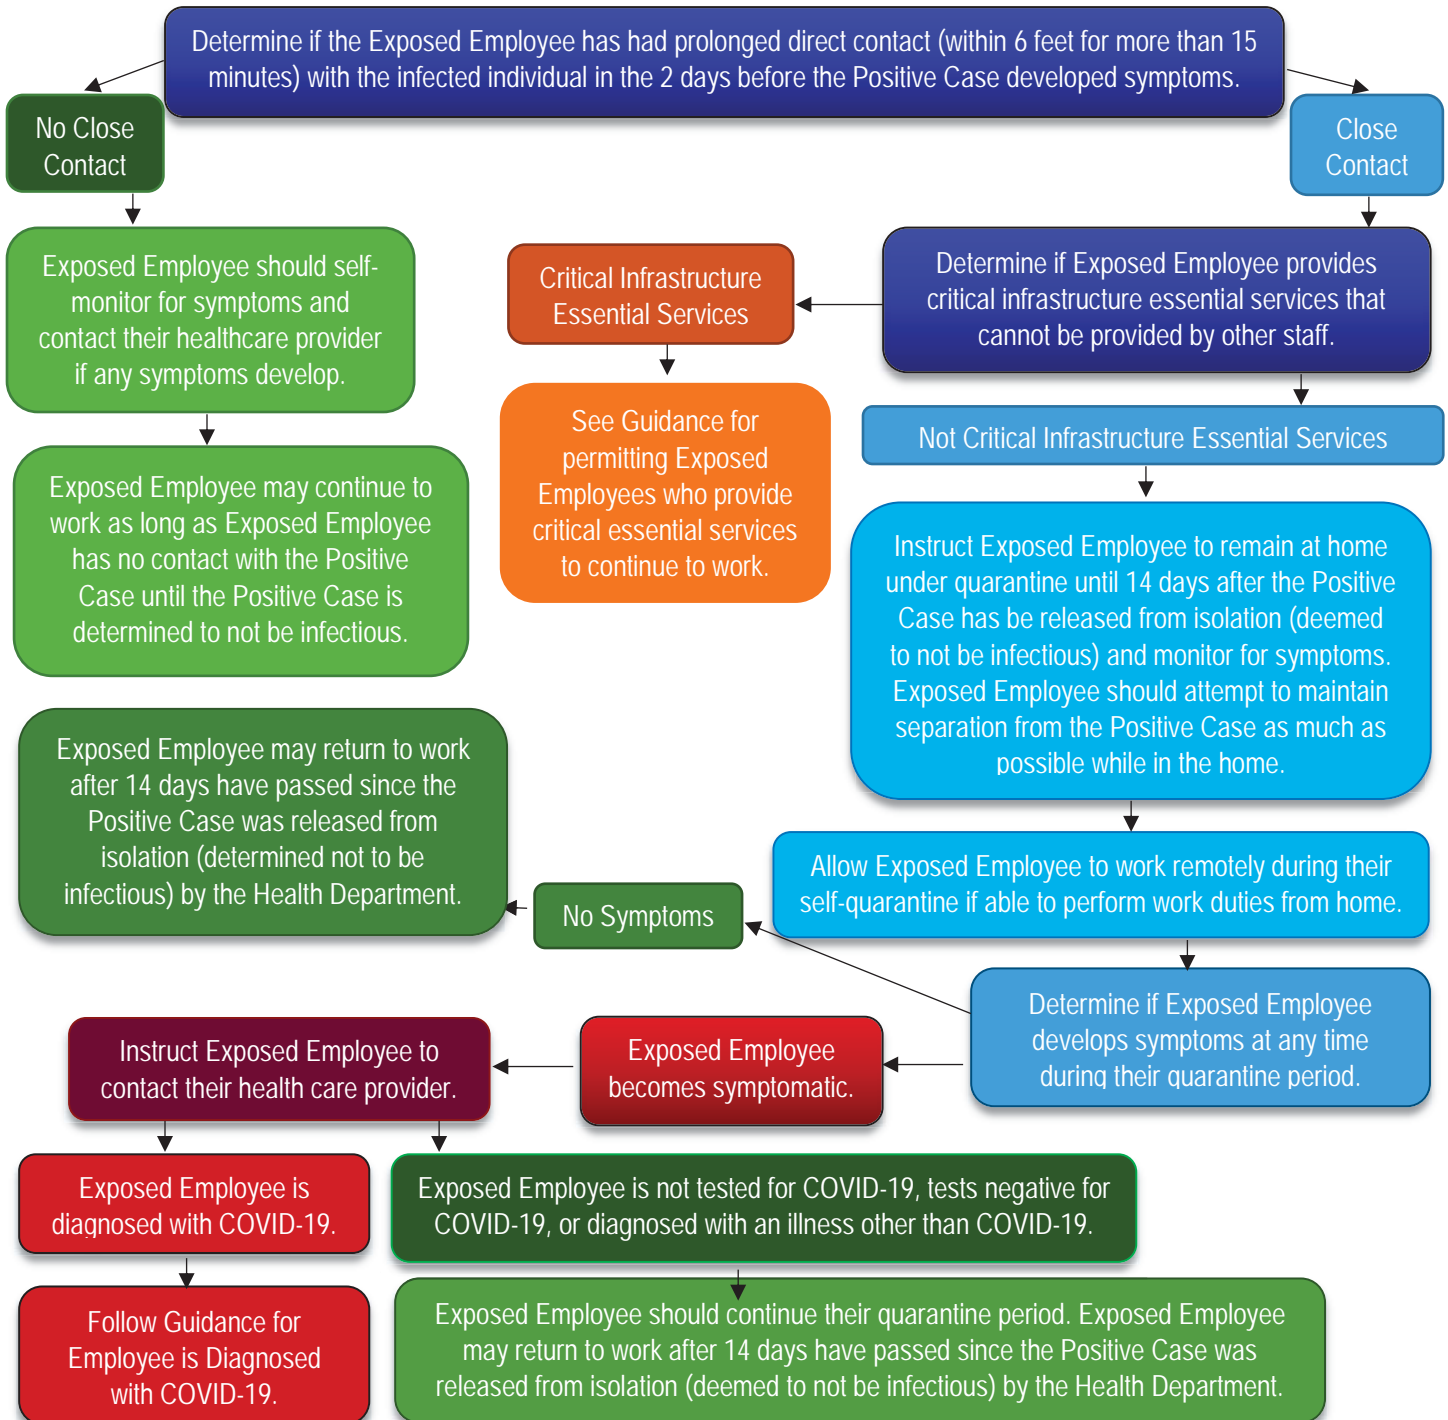 Determine if the Exposed Employee has had prolonged direct contact (within 6 feet for more than 15
minutes) with the infected individual in the 2 days before the Positive Case developed symptoms.
No Close
Contact
Close
Contact
Exposed Employee should self-
monitor for symptoms and
contact their healthcare provider
if any symptoms develop.
Critical Infrastructure
Essential Services
Determine if Exposed Employee provides
critical infrastructure essential services that
cannot be provided by other staff.
See Guidance for
permitting Exposed
Employees who provide
critical essential services
to continue to work.
Not Critical Infrastructure Essential Services
Exposed Employee may continue to
work as long as Exposed Employee
has no contact with the Positive
Case until the Positive Case is
determined to not be infectious.
Instruct Exposed Employee to remain at home
under quarantine until 14 days after the Positive
Case has be released from isolation (deemed
to not be infectious) and monitor for symptoms.
Exposed Employee should attempt to maintain
separation from the Positive Case as much as
possible while in the home.
Exposed Employee may return to work
after 14 days have passed since the
Positive Case was released from
isolation (determined not to be
infectious) by the Health Department.
Allow Exposed Employee to work remotely during their
self-quarantine if able to perform work duties from home.
No Symptoms
Determine if Exposed Employee
develops symptoms at any time
during their quarantine period.
Exposed Employee
becomes symptomatic.
Instruct Exposed Employee to
contact their health care provider.
Exposed Employee is
diagnosed with COVID-19.
Exposed Employee is not tested for COVID-19, tests negative for
COVID-19, or diagnosed with an illness other than COVID-19.
Follow Guidance for
Employee is Diagnosed
with COVID-19.
Exposed Employee should continue their quarantine period. Exposed Employee
may return to work after 14 days have passed since the Positive Case was
released from isolation (deemed to not be infectious) by the Health Department.